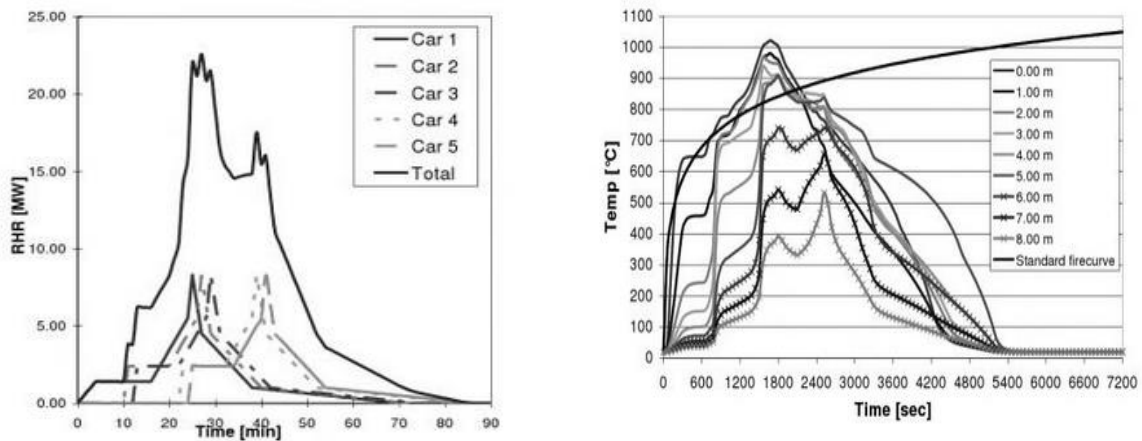 25.00
20.00
15.00
10.00
5.00
0.00
RHR [MW]
0 10 20 30 40 50 60 70 80 90
Time [min]
Car 1
Car 2
Car 3
Car 4
Car 5
Total
1100
1000
900
800
700
600
500
400
300
200
100
0
Temp [°C]
0 600 1200 1800 2400 3000 3600 4200 4800 5400 6000 6600 7200
Time [sec]
0.00 m
1.00 m
2.00 m
3.00 m
4.00 m
5.00 m
6.00 m
7.00 m
8.00 m
Standard firecurve